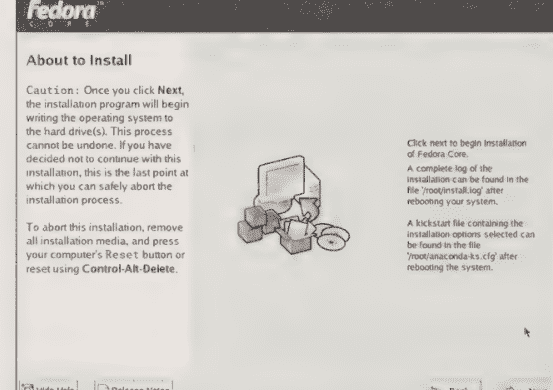 fedora
CORE
About to Install
Caution: Once you click Next,
the installation program will begin
writing the operating system to
the hard drive(s). This process
cannot be undone. If you have
decided not to continue with this
installation, this is the last point at
which you can safely abort the
installation process.
To abort this installation, remove
all installation media, and press
your computer's Reset button or
reset using Control-Alt-Delete.
Click next to begin installation
of Fedora Core.
A complete log of the
installation can be found in the
file '/root/install.log' after
rebooting your system.
A kickstart file containing the
installation options selected can
be found in the file
'/root/anaconda-ks.cfg' after
rebooting the system.
Hide Help
Release Notes
Back